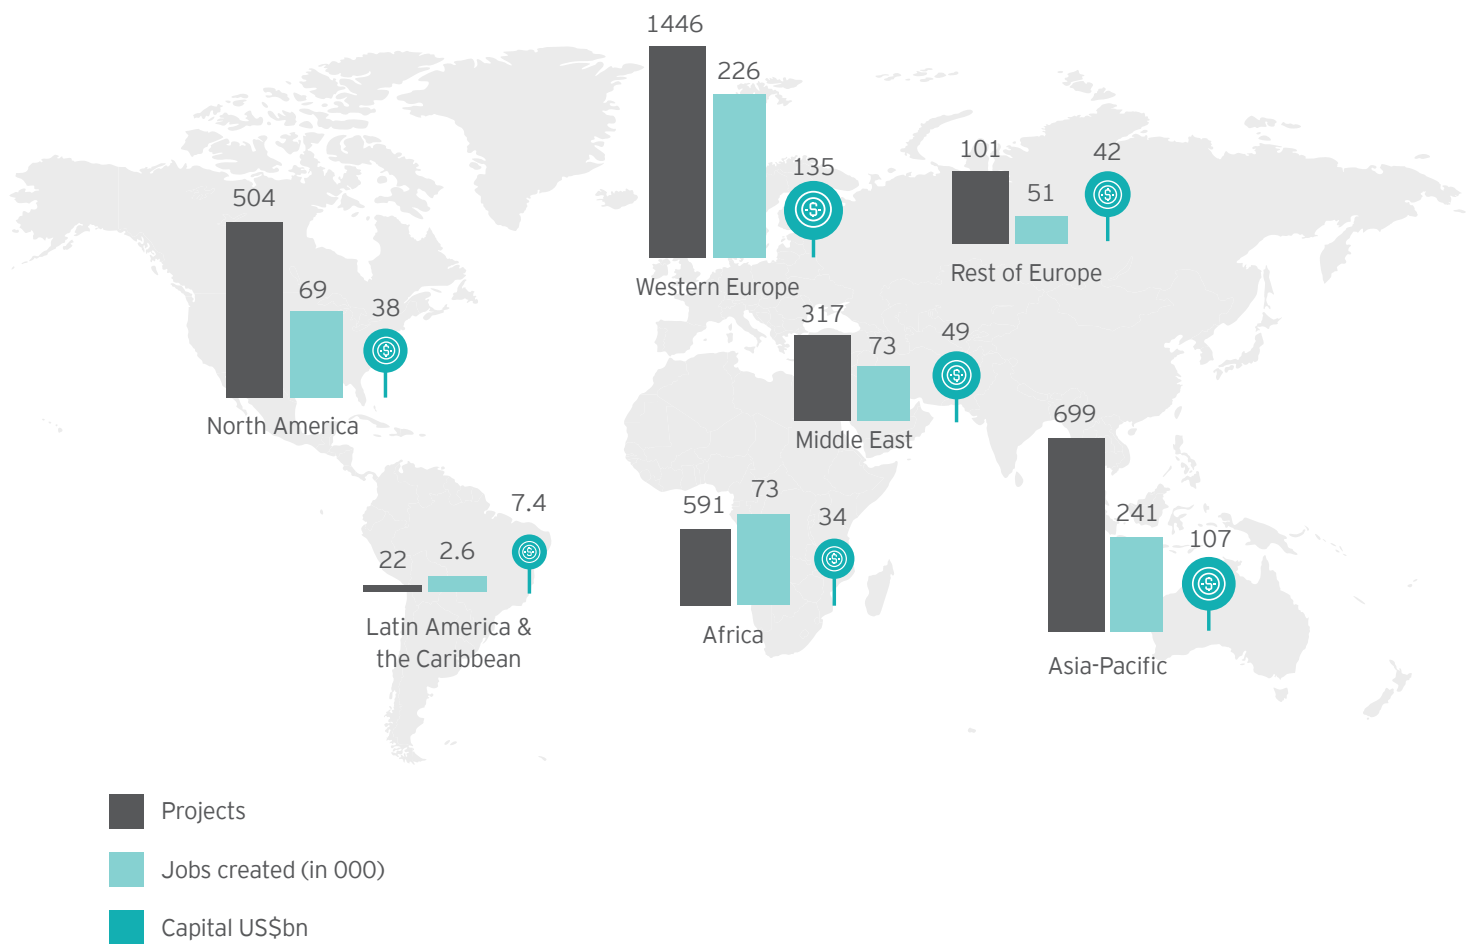 1446
226
135
Western Europe
101
51
42
Rest of Europe
504
69
38
North America
317
73
49
Middle East
699
241
107
Asia-Pacific
22
2.6
7.4
Latin America &
the Caribbean
591
73
34
Africa
Projects
Jobs created (in 000)
Capital US$bn